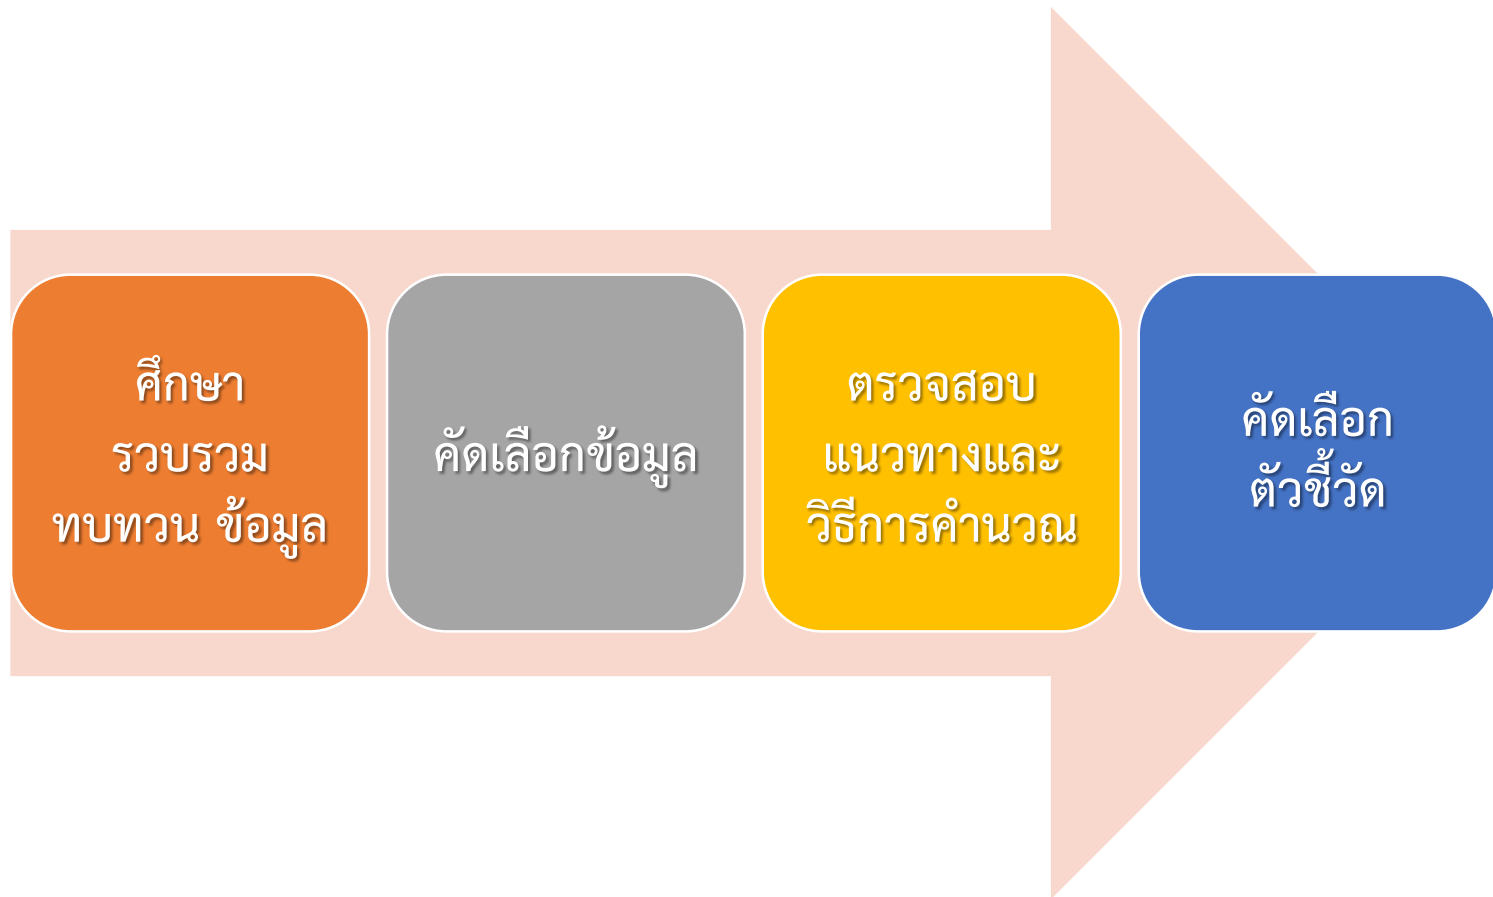 ศึกษา
รวบรวม
ทบทวน ข้อมูล
คัดเลือกข้อมูล
ตรวจสอบ
แนวทางและ
วิธีการคำนวณ
คัดเลือก
ตัวชี้วัด